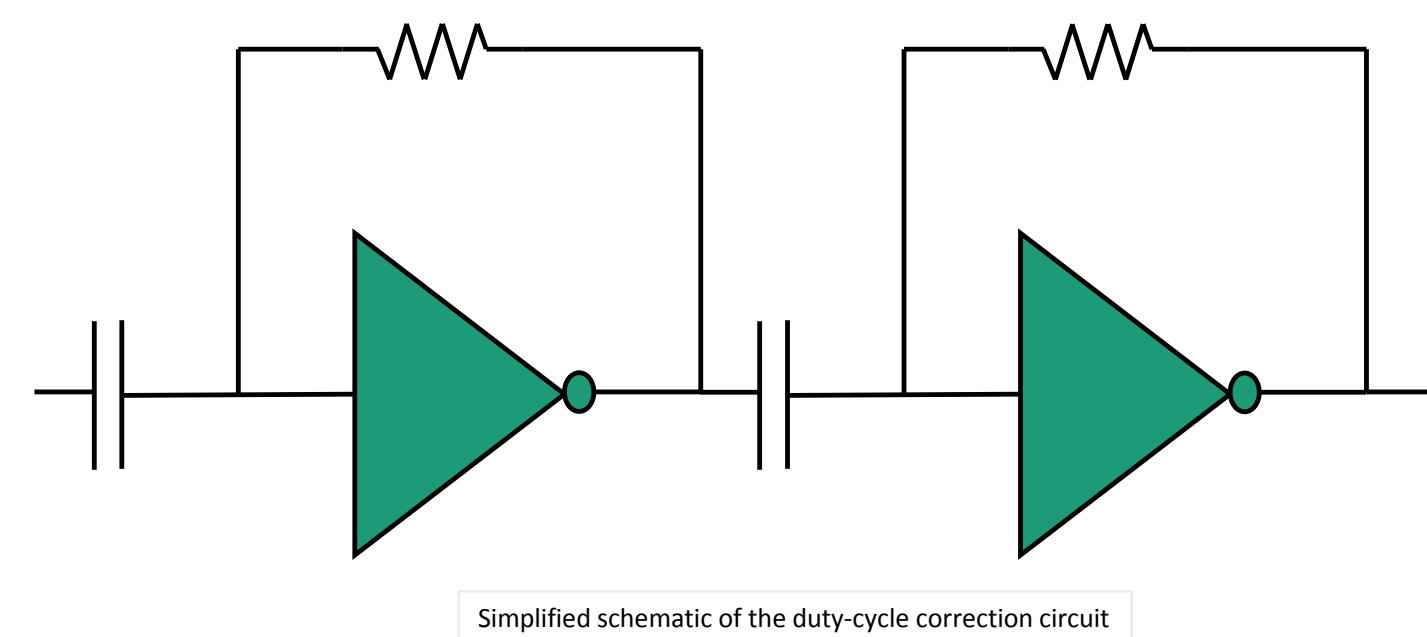 Simplified schematic of the duty-cycle correction circuit